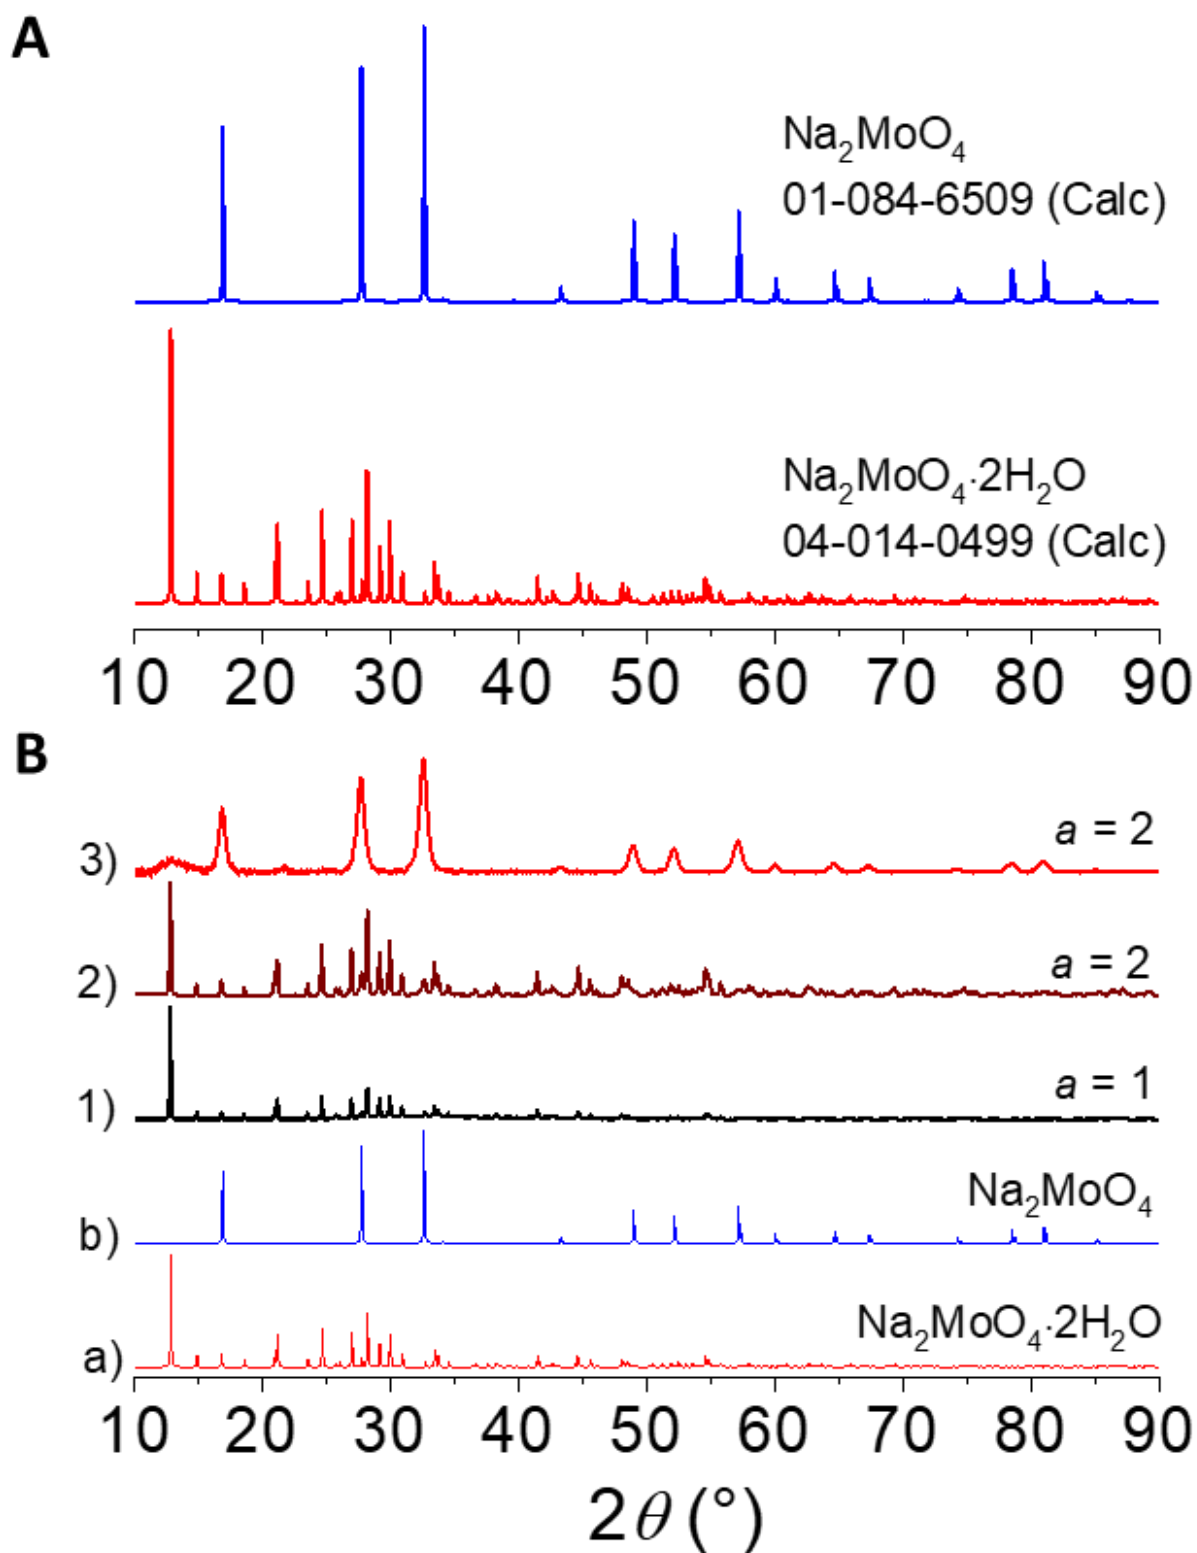 A
Na₂MoO₄
01-084-6509 (Calc)
Na₂MoO₄·2H₂O
04-014-0499 (Calc)
10 20 30 40 50 60 70 80 90
B
3) a = 2
2) a = 2
1) a = 1
b) Na₂MoO₄
a) Na₂MoO₄·2H₂O
10 20 30 40 50 60 70 80 90
2θ (°)